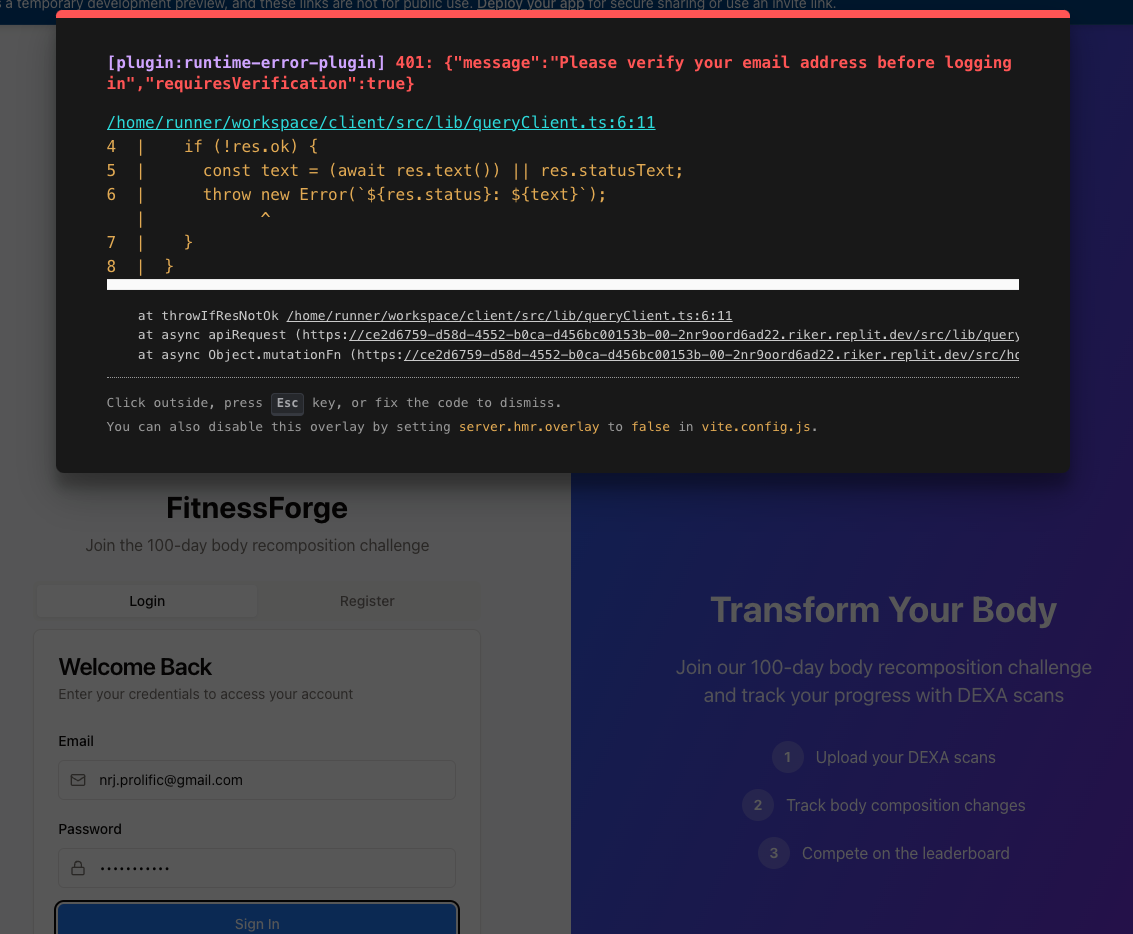 a temporary development preview, and these links are not for public use. Deploy your app for secure sharing or use an invite link.
[plugin:runtime-error-plugin] 401: {"message":"Please verify your email address before logging
in","requiresVerification":true}
/home/runner/workspace/client/src/lib/queryClient.ts:6:11
4  |    if (!res.ok) {
5  |      const text = (await res.text()) || res.statusText;
6  |      throw new Error(`${res.status}: ${text}`);
   |            ^
7  |    }
8  |  }
at throwIfResNotOk /home/runner/workspace/client/src/lib/queryClient.ts:6:11
at async apiRequest (https://ce2d6759-d58d-4552-b0ca-d456bc00153b-00-2nr9oord6ad22.riker.replit.dev/src/lib/query
at async Object.mutationFn (https://ce2d6759-d58d-4552-b0ca-d456bc00153b-00-2nr9oord6ad22.riker.replit.dev/src/ho
Click outside, press Esc key, or fix the code to dismiss.
You can also disable this overlay by setting server.hmr.overlay to false in vite.config.js.
FitnessForge
Join the 100-day body recomposition challenge
Login
Register
Welcome Back
Enter your credentials to access your account
Email
nrj.prolific@gmail.com
Password
•••••••••••
Sign In
Transform Your Body
Join our 100-day body recomposition challenge
and track your progress with DEXA scans
1 Upload your DEXA scans
2 Track body composition changes
3 Compete on the leaderboard